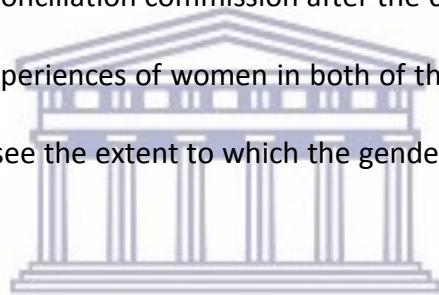 onciliation commission after the
periences of women in both of th
see the extent to which the gende